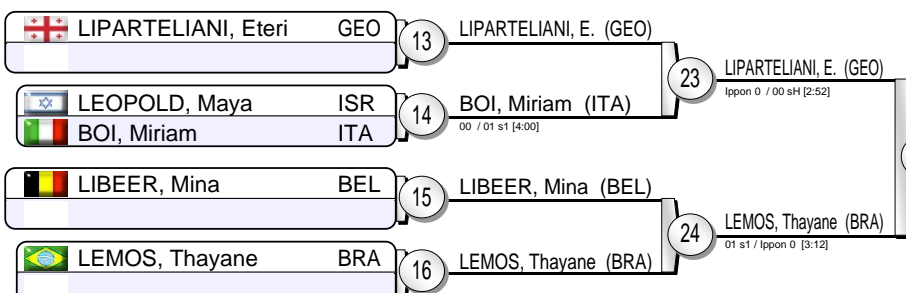 LIPARTELIANI, Eteri GEO
13
LIPARTELIANI, E. (GEO)
23
LIPARTELIANI, E. (GEO)
Ippon 0 / 00 sH [2:52]
LEOPOLD, Maya ISR
BOI, Miriam ITA
14
BOI, Miriam (ITA)
00 / 01 s1 [4:00]
LIBEER, Mina BEL
15
LIBEER, Mina (BEL)
24
LEMOS, Thayane (BRA)
01 s1 / Ippon 0 [3:12]
LEMOS, Thayane BRA
16
LEMOS, Thayane (BRA)